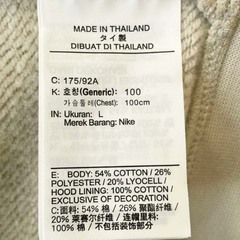 MADE IN THAILAND
タイ製
DIBUAT DI THAILAND
C: 175/92A
K: 호칭(Generic): 100
가슴둘레(Chest): 100cm
IN: Ukuran: L
Merek Barang: Nike
E: BODY: 54% COTTON / 26%
POLYESTER / 20% LYOCELL /
HOOD LINING: 100% COTTON /
EXCLUSIVE OF DECORATION
C:面料: 54% 棉 / 26% 聚酯纤维 /
20% 莱赛尔纤维 / 连帽里料:
100% 棉 / 不包括装饰部分